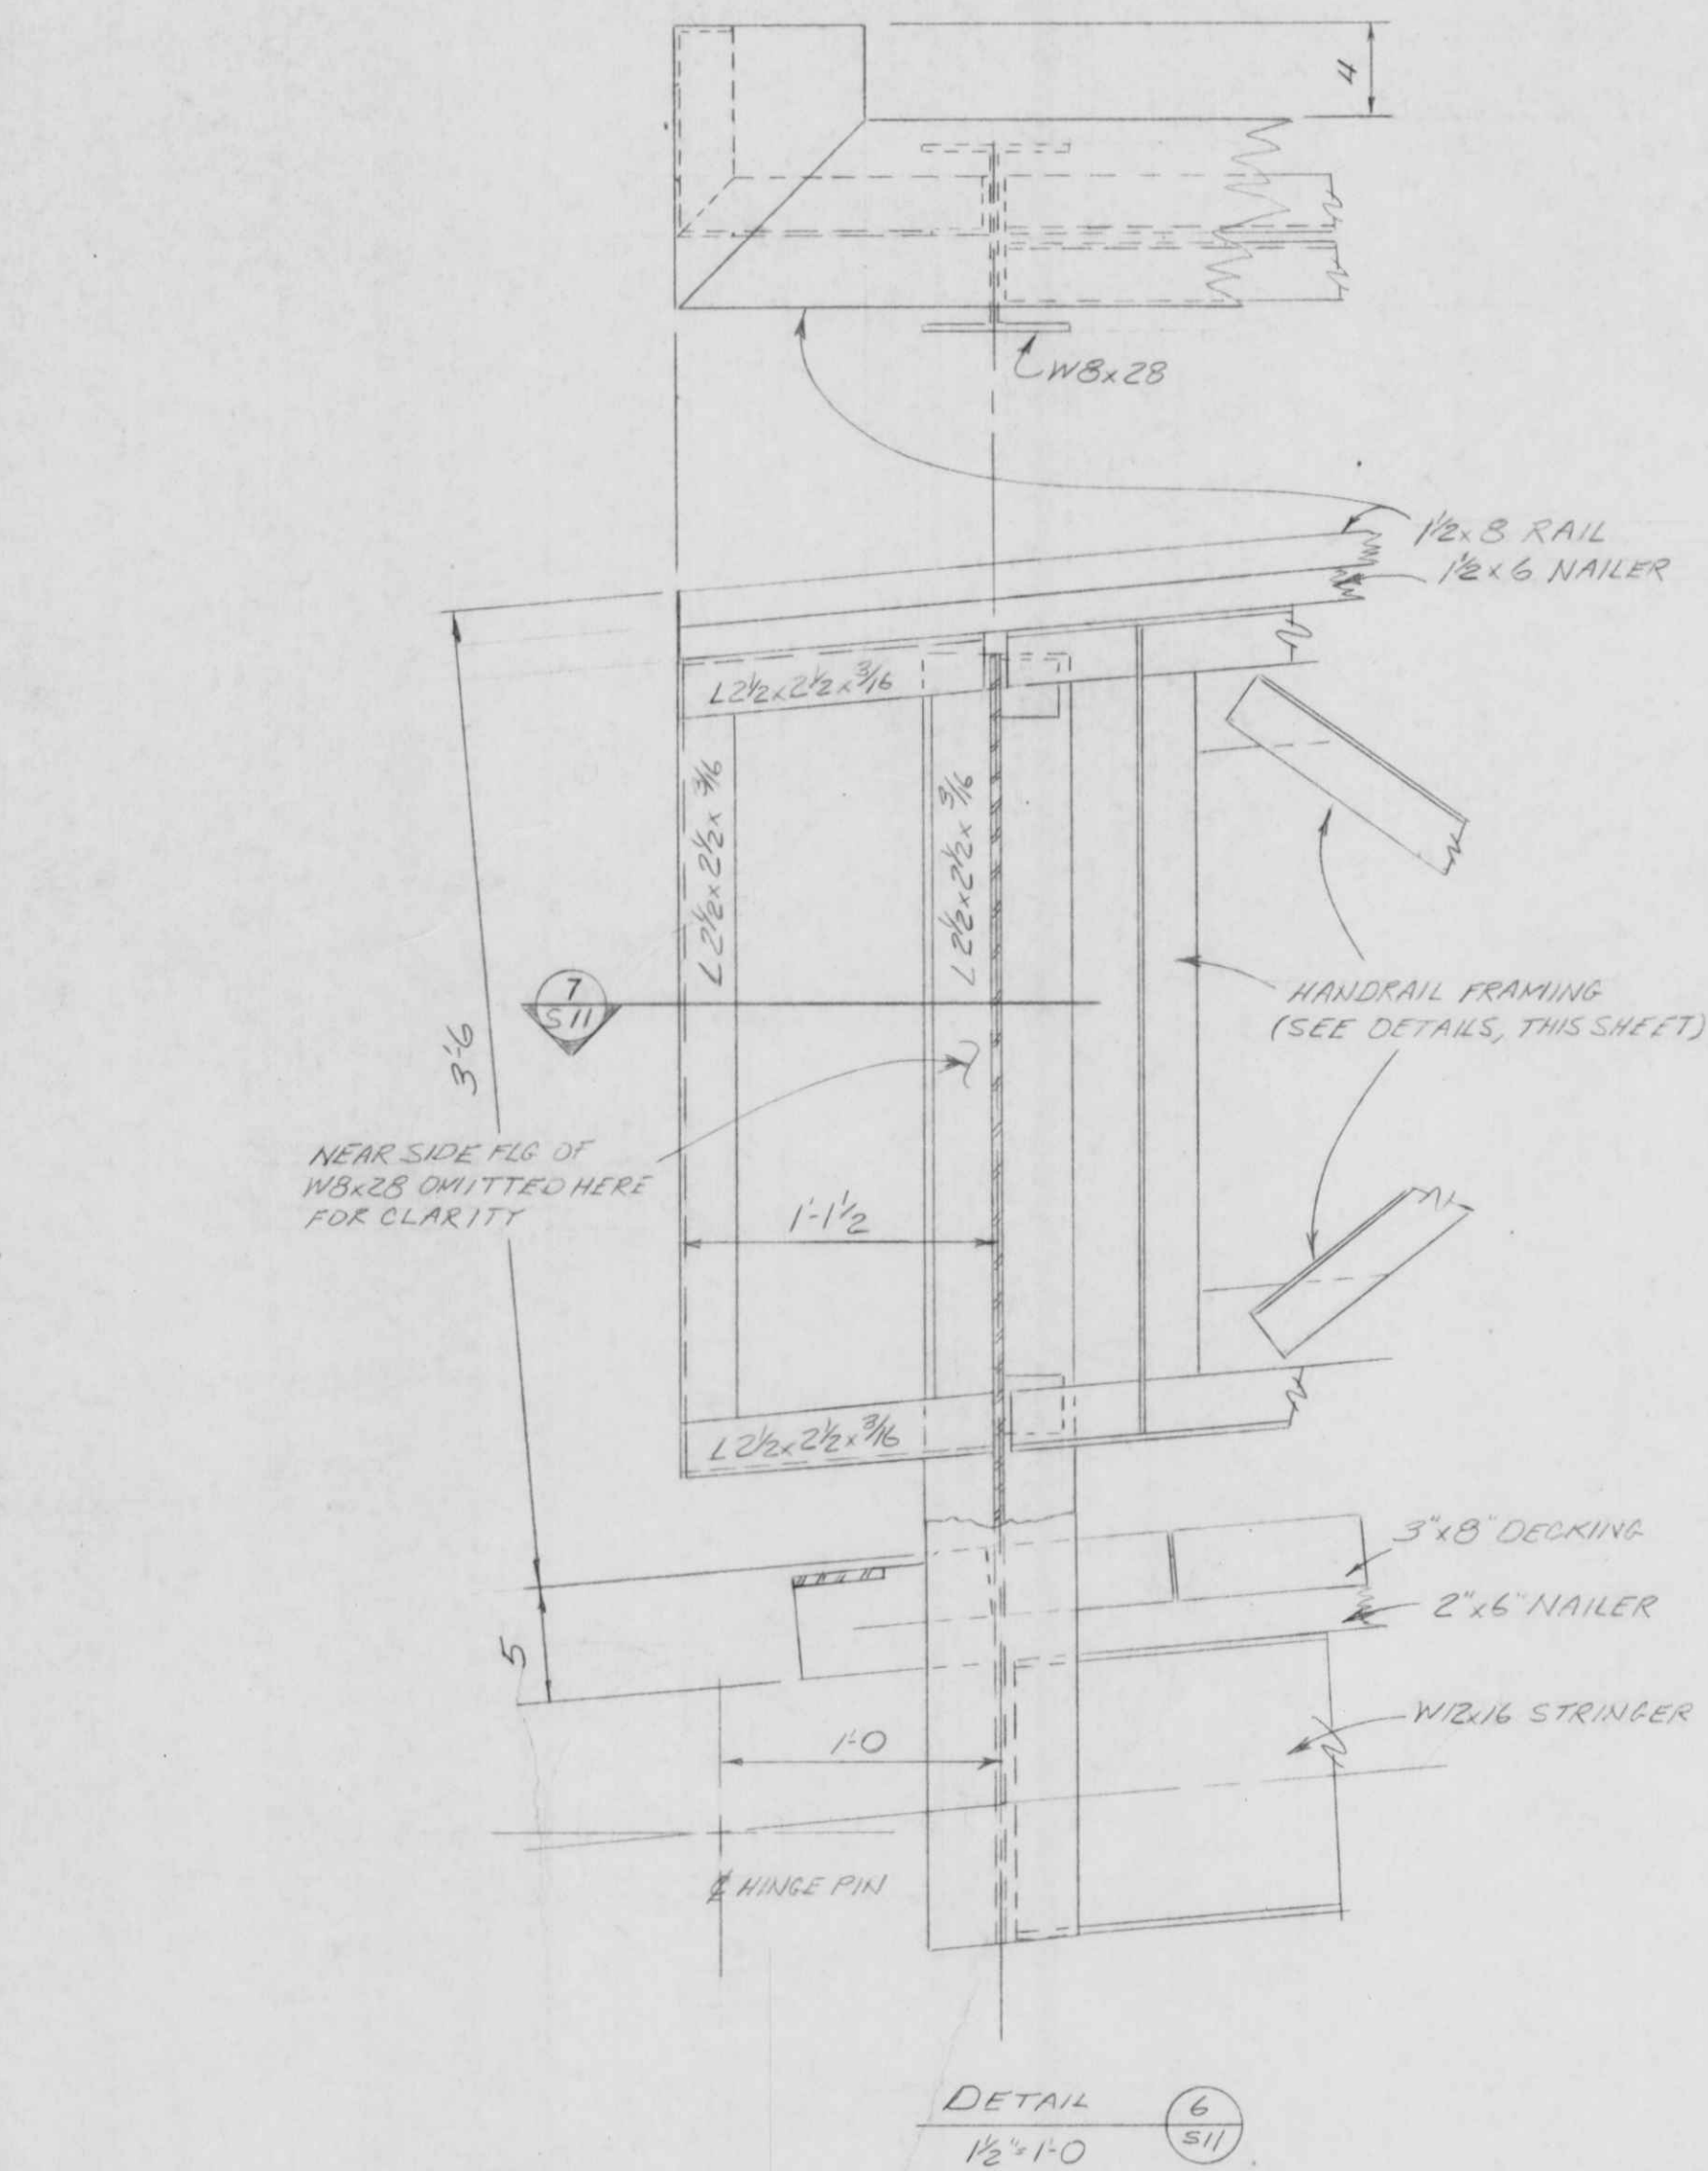 4
W8x28
1½x8 RAIL
1½x6 NAILER
L2½x2½x3/16
L2½x2½x3/16
L2½x2½x3/16
7
S11
HANDRAIL FRAMING
(SEE DETAILS, THIS SHEET)
3'-6
NEAR SIDE FLG OF
W8x28 OMITTED HERE
FOR CLARITY
1'-1½
L2½x2½x3/16
3"x8" DECKING
2"x6" NAILER
5
W12x16 STRINGER
1'-0
℄ HINGE PIN
DETAIL
1½"=1'-0
6
S11